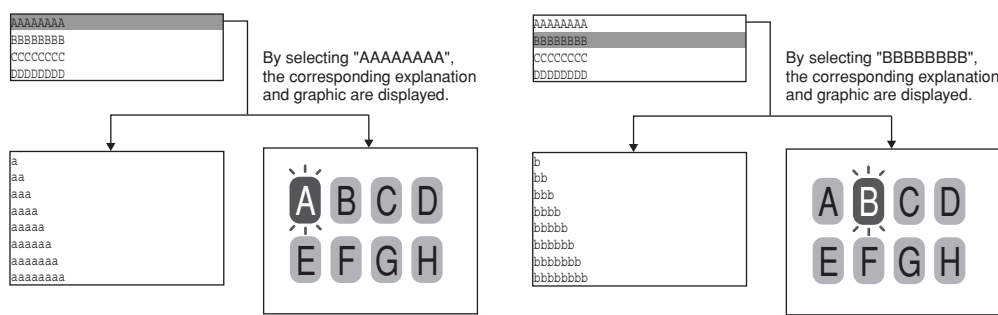 AAAAAAAA
BBBBBBBB
CCCCCCCC
DDDDDDDD
By selecting "AAAAAAAA",
the corresponding explanation
and graphic are displayed.
a
aa
aaa
aaaa
aaaaa
aaaaaa
aaaaaaa
aaaaaaaa
A B C D
E F G H
AAAAAAAA
BBBBBBBB
CCCCCCCC
DDDDDDDD
By selecting "BBBBBBBB",
the corresponding explanation
and graphic are displayed.
b
bb
bbb
bbbb
bbbbb
bbbbbb
bbbbbbb
bbbbbbbb
A B C D
E F G H